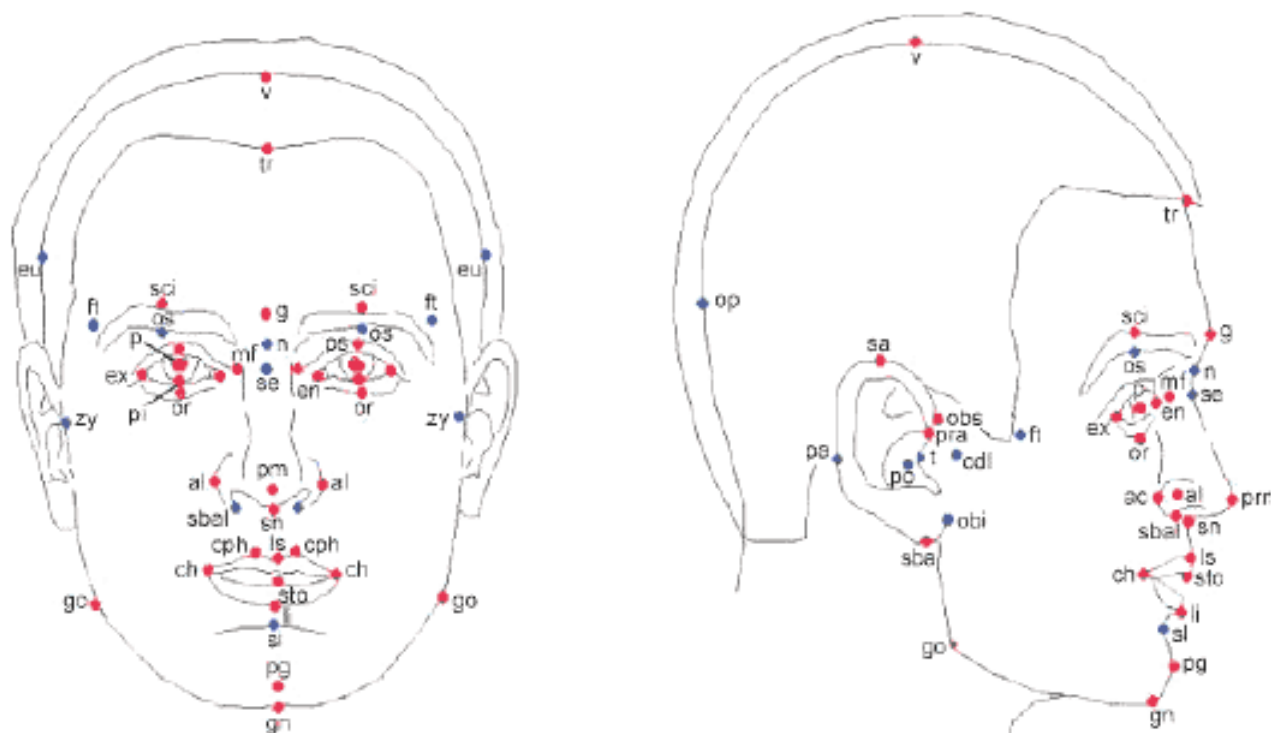 v
tr
eu eu
ft sci sci ft
os g os
p n ps
ex mf se en
pi or or
zy zy
al prn al
sbal sn
cph ls cph
ch ch
sto
go go
sl
pg
gn
v
tr
op
sci g
sa os n
p mf se
obs ex en
pra ft or
pa t cdl
po ac al prn
obi sbal sn
sba ls
ch sto
li
sl
go pg
gn